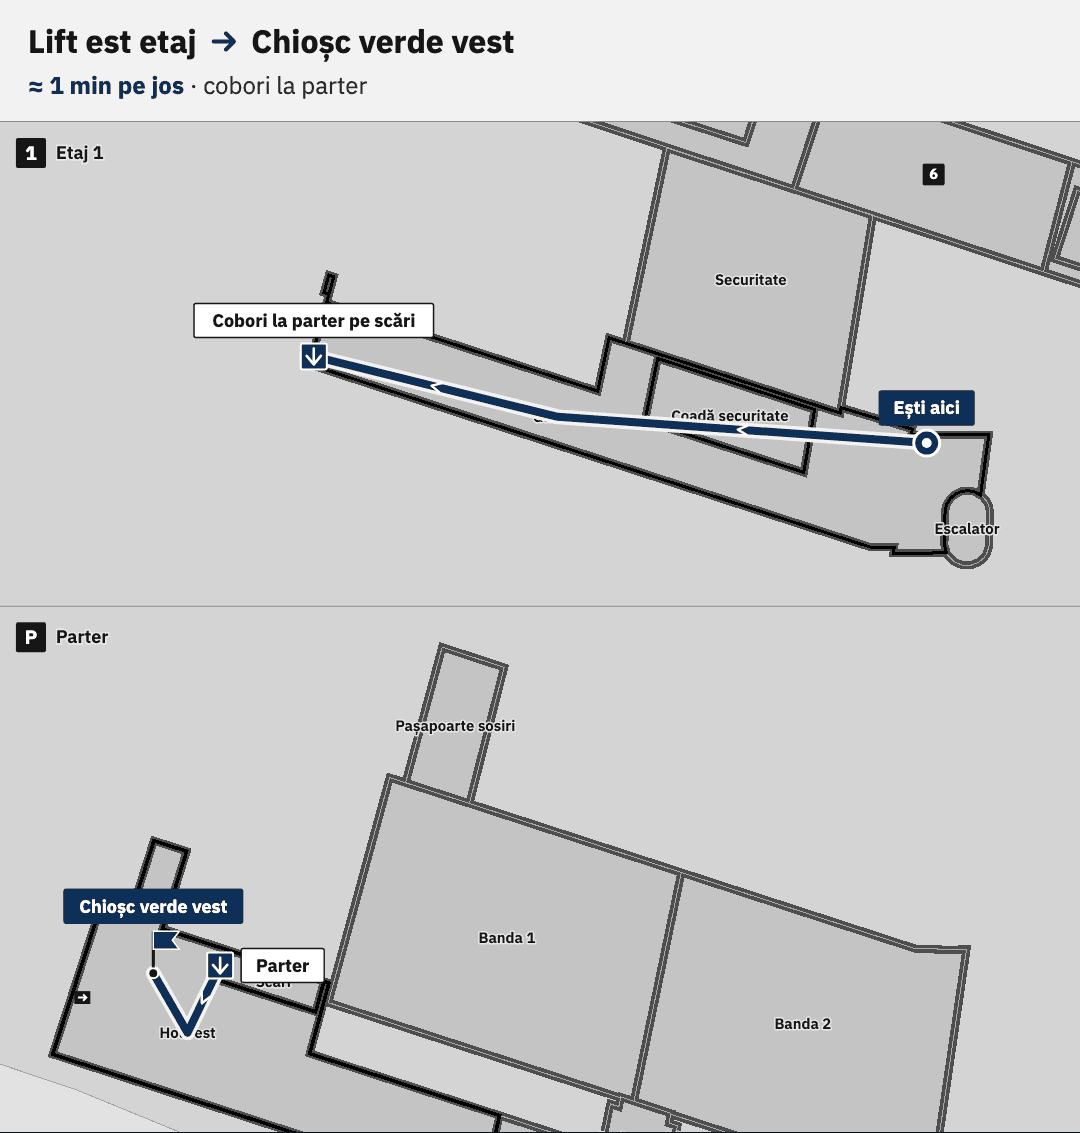 Lift est etaj → Chioșc verde vest
≈ 1 min pe jos · cobori la parter
1 Etaj 1
6
Securitate
Cobori la parter pe scări
Ești aici
Coadă securitate
Escalator
P Parter
Pașapoarte sosiri
Chioșc verde vest
Banda 1
Parter
Scări
Banda 2